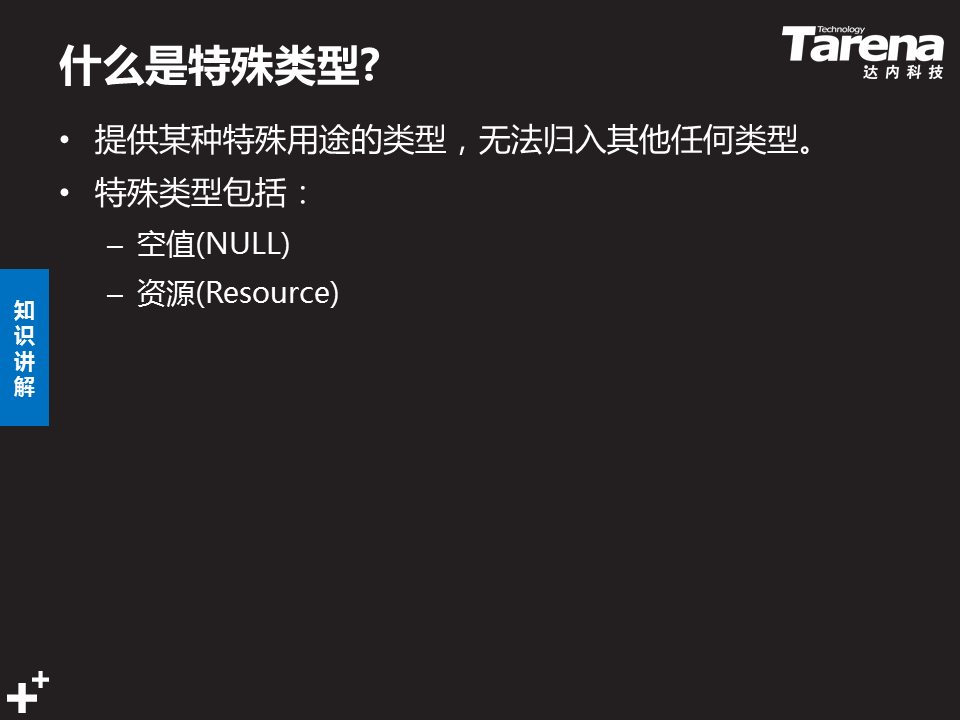 什么是特殊类型?
Technology
Tarena
达内科技
• 提供某种特殊用途的类型，无法归入其他任何类型。
• 特殊类型包括：
– 空值(NULL)
– 资源(Resource)
知识讲解